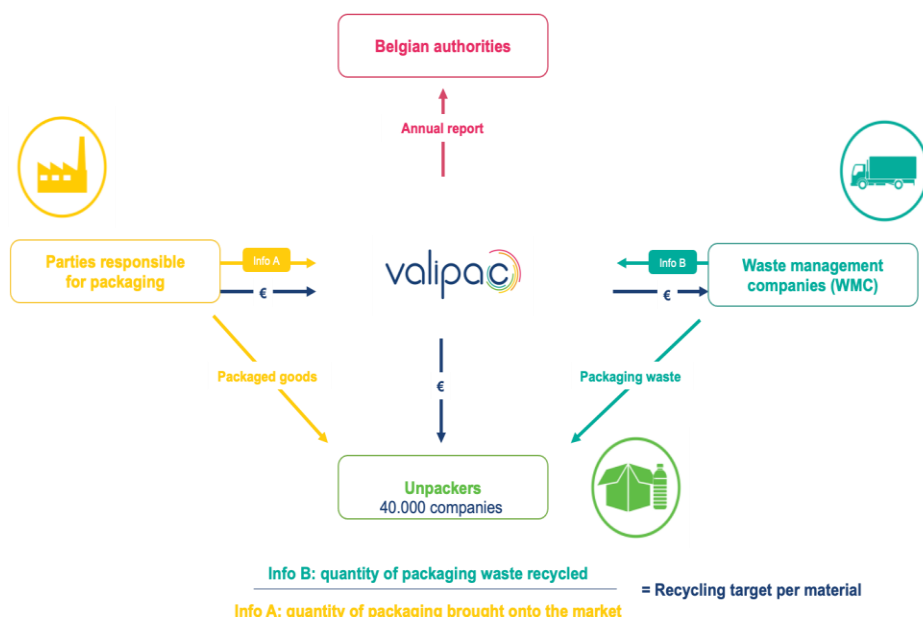 Belgian authorities
Annual report
Parties responsible
for packaging
Info A
€
valipac
Info B
€
Waste management
companies (WMC)
Packaged goods
€
Packaging waste
Unpackers
40.000 companies
Info B: quantity of packaging waste recycled
= Recycling target per material
Info A: quantity of packaging brought onto the market